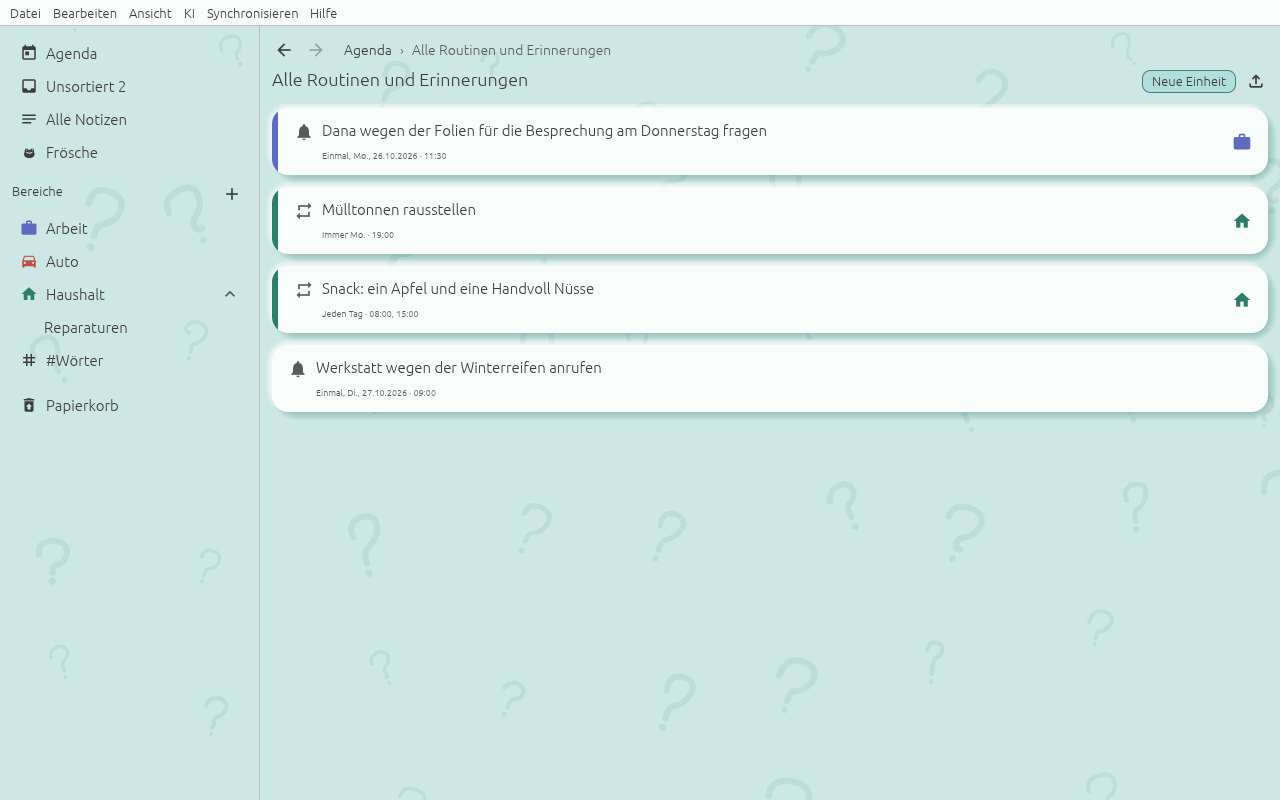 Datei Bearbeiten Ansicht KI Synchronisieren Hilfe
Agenda
Unsortiert 2
Alle Notizen
Frösche
Bereiche
Arbeit
Auto
Haushalt
Reparaturen
#Wörter
Papierkorb
Agenda › Alle Routinen und Erinnerungen
Alle Routinen und Erinnerungen
Neue Einheit
Dana wegen der Folien für die Besprechung am Donnerstag fragen
Einmal, Mo., 26.10.2026 · 11:30
Mülltonnen rausstellen
Immer Mo. · 19:00
Snack: ein Apfel und eine Handvoll Nüsse
Jeden Tag · 08:00, 15:00
Werkstatt wegen der Winterreifen anrufen
Einmal, Di., 27.10.2026 · 09:00